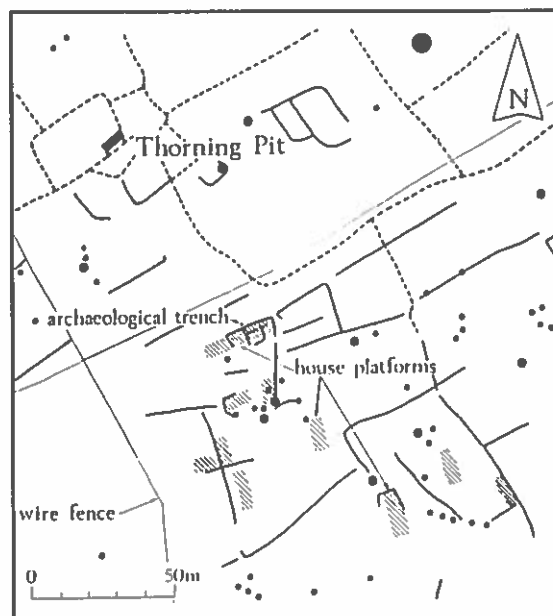 N
Thorning Pit
archaeological trench
house platforms
wire fence
0 50m